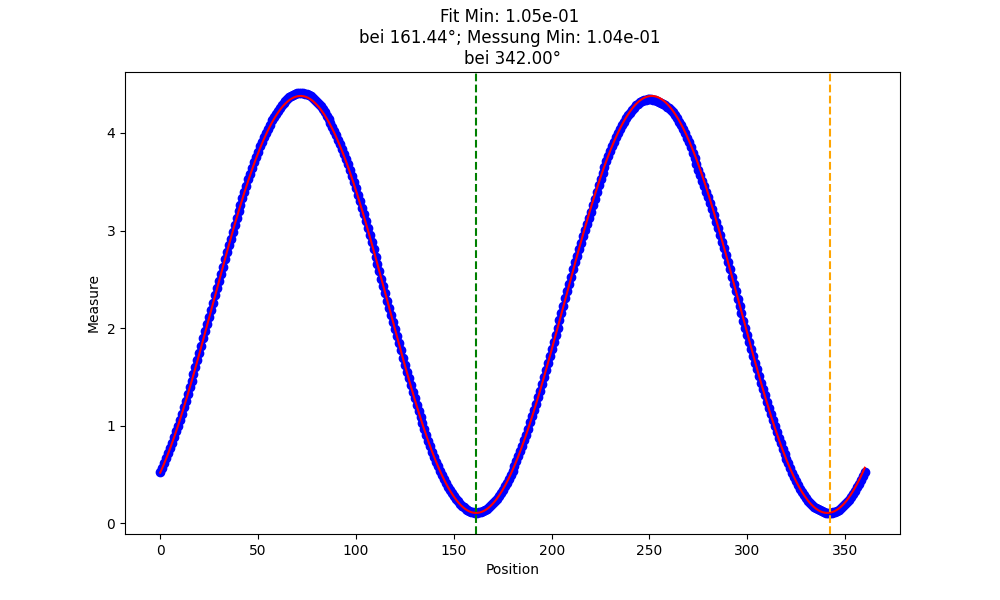 Fit Min: 1.05e-01
bei 161.44°; Messung Min: 1.04e-01
bei 342.00°
Measure
4
3
2
1
0
0 50 100 150 200 250 300 350
Position